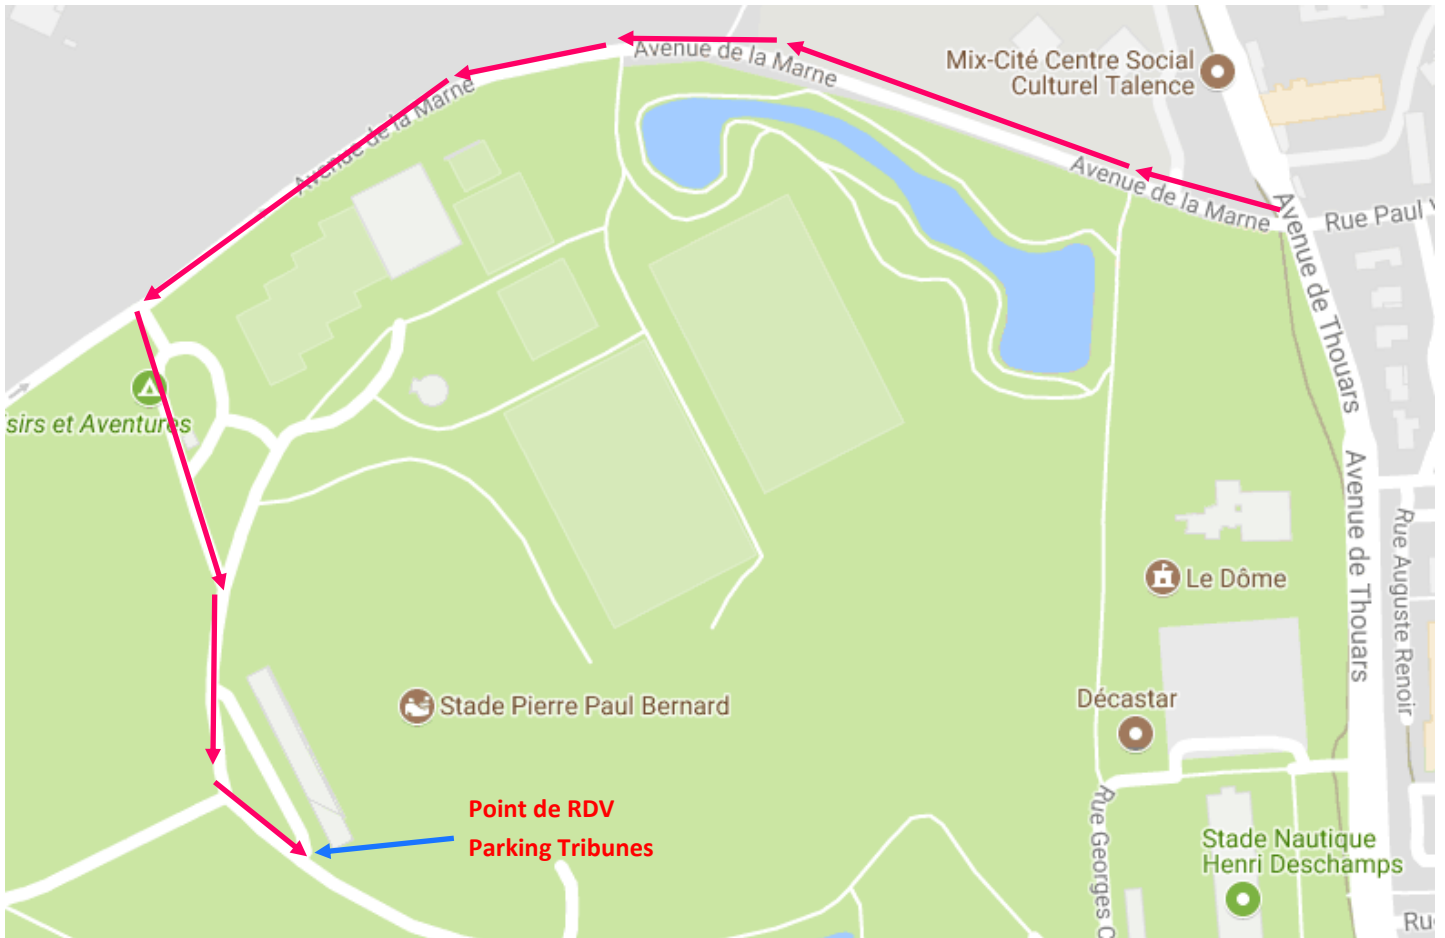 Avenue de la Marne
Mix-Cité Centre Social
Culturel Talence
Avenue de la Marne
Avenue de la Marne
Avenue de Thouars
Rue Paul
sirs et Aventures
Avenue de Thouars
Rue Auguste Renoir
Le Dôme
Stade Pierre Paul Bernard
Décastar
Point de RDV
Parking Tribunes
Rue Georges C
Stade Nautique
Henri Deschamps
Ru